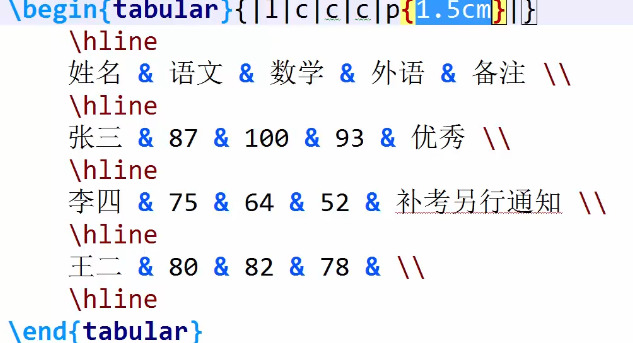 \begin{tabular}{|l|c|c|c|p{1.5cm}|}
\hline
姓名 & 语文 & 数学 & 外语 & 备注 \\
\hline
张三 & 87 & 100 & 93 & 优秀 \\
\hline
李四 & 75 & 64 & 52 & 补考另行通知 \\
\hline
王二 & 80 & 82 & 78 & \\
\hline
\end{tabular}